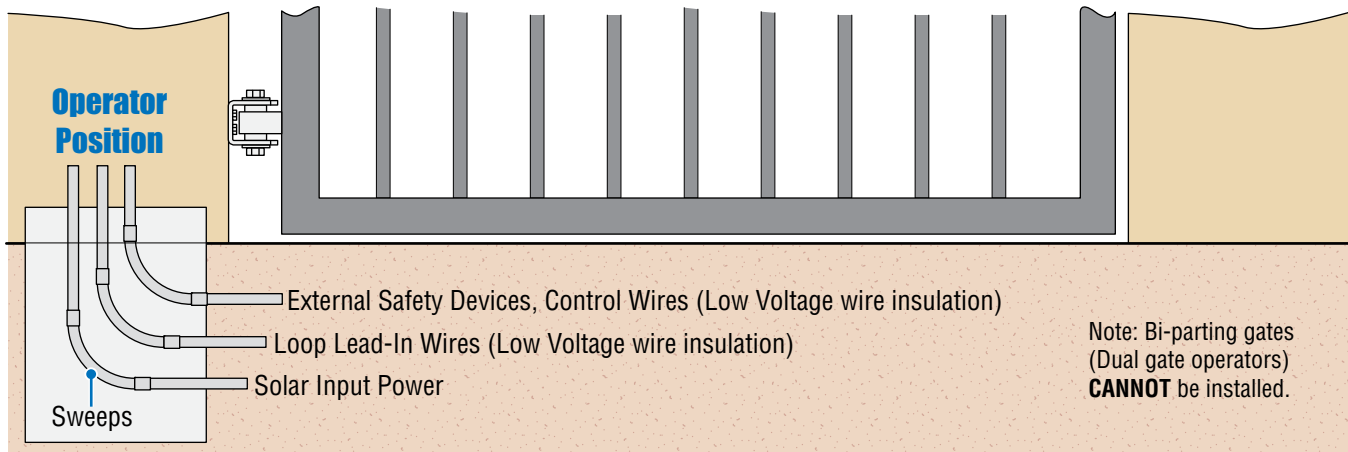 Operator
Position
External Safety Devices, Control Wires (Low Voltage wire insulation)
Loop Lead-In Wires (Low Voltage wire insulation)
Solar Input Power
Sweeps
Note: Bi-parting gates
(Dual gate operators)
CANNOT be installed.